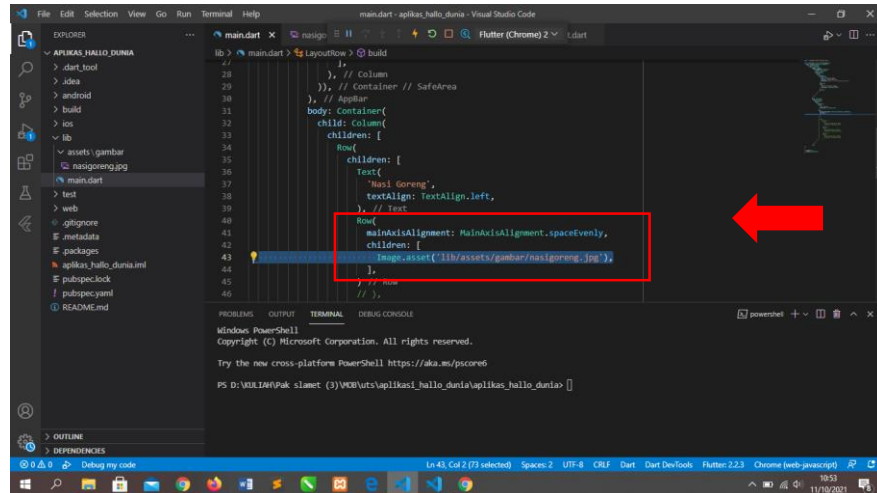 File Edit Selection View Go Run Terminal Help main.dart - aplikas_hallo_dunia - Visual Studio Code
EXPLORER ...
main.dart nasigo Flutter (Chrome) 2 t.dart
APLIKAS_HALLO_DUNIA
lib > main.dart > LayoutRow > build
.dart_tool
.idea
android
build
ios
lib
assets \ gambar
nasigoreng.jpg
main.dart
test
web
.gitignore
.metadata
.packages
aplikas_hallo_dunia.iml
pubspec.lock
pubspec.yaml
README.md
27 ],
28 ), // Column
29 )), // Container // SafeArea
30 ), // AppBar
31 body: Container(
32 child: Column(
33 children: [
34 Row(
35 children: [
36 Text(
37 'Nasi Goreng',
38 textAlign: TextAlign.left,
39 ), // Text
40 Row(
41 mainAxisAlignment: MainAxisAlignment.spaceEvenly,
42 children: [
43 Image.asset('lib/assets/gambar/nasigoreng.jpg'),
44 ],
45 ) // Row
46 // ),
PROBLEMS OUTPUT TERMINAL DEBUG CONSOLE powershell
Windows PowerShell
Copyright (C) Microsoft Corporation. All rights reserved.
Try the new cross-platform PowerShell https://aka.ms/pscore6
PS D:\KULIAH\Pak slamet (3)\MOB\uts\aplikasi_hallo_dunia\aplikas_hallo_dunia>
OUTLINE
DEPENDENCIES
0 0 Debug my code Ln 43, Col 2 (73 selected) Spaces: 2 UTF-8 CRLF Dart Dart DevTools Flutter: 2.2.3 Chrome (web-javascript)
10:53
11/10/2021